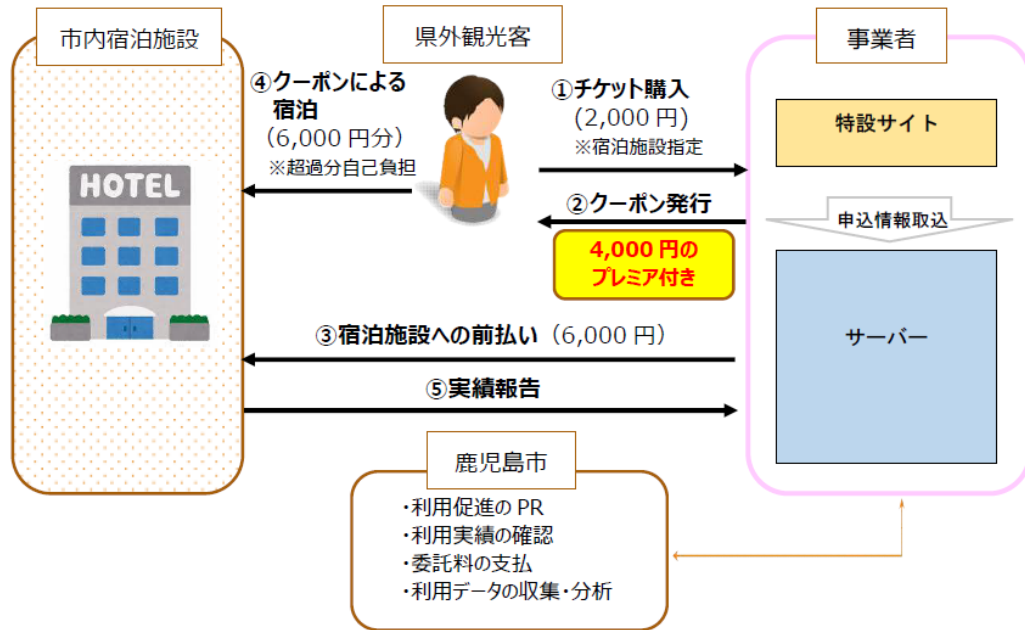 市内宿泊施設
県外観光客
事業者
④クーポンによる
宿泊
（6,000 円分）
※超過分自己負担
①チケット購入
(2,000 円)
※宿泊施設指定
特設サイト
HOTEL
②クーポン発行
4,000 円の
プレミア付き
申込情報取込
③宿泊施設への前払い（6,000 円）
サーバー
⑤実績報告
鹿児島市
・利用促進の PR
・利用実績の確認
・委託料の支払
・利用データの収集・分析